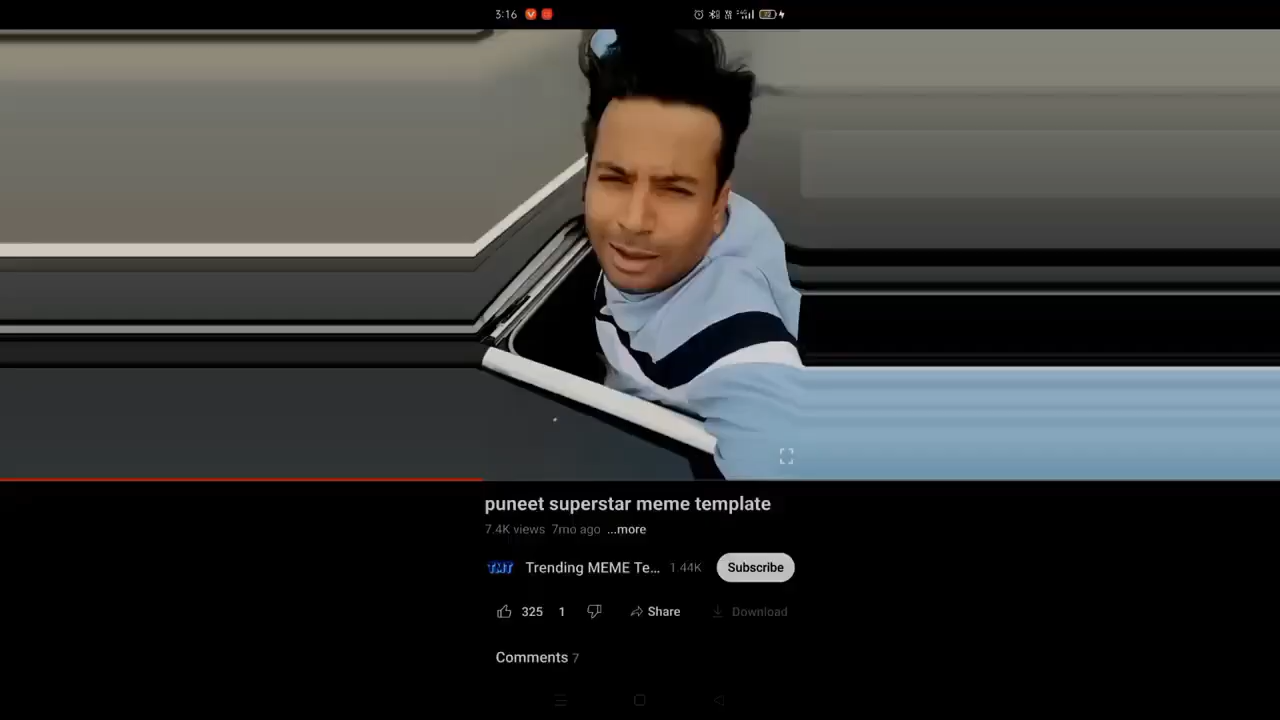 3:16
puneet superstar meme template
7.4K views 7mo ago ...more
TMT Trending MEME Te... 1.44K Subscribe
325 1 Share Download
Comments 7